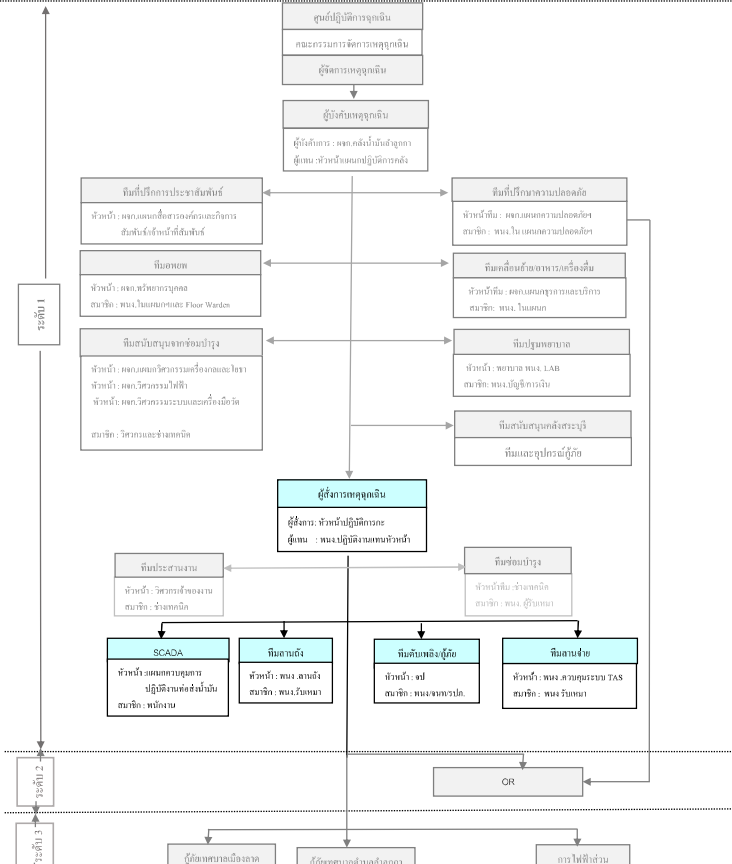 ศูนย์ปฏิบัติการฉุกเฉิน
คณะกรรมการจัดการเหตุฉุกเฉิน
ผู้จัดการเหตุฉุกเฉิน
ผู้บังคับเหตุฉุกเฉิน
ผู้บังคับการ : ผจก.คลังน้ำมันลำลูกกา
ผู้แทน :หัวหน้าแผนกปฏิบัติการคลัง
ทีมที่ปรึกการประชาสัมพันธ์
หัวหน้า : ผจก.แผนกสื่อสารองค์กรและกิจการ
สัมพันธ์/เจ้าหน้าที่สัมพันธ์
ทีมที่ปรึกษาความปลอดภัย
หัวหน้าทีม : ผจก.แผนกความปลอดภัยฯ
สมาชิก : พนง.ในแผนกความปลอดภัยฯ
ทีมอพยพ
หัวหน้า : ผจก.ทรัพยากรบุคคล
สมาชิก : พนง.ในแผนกฯและ Floor Warden
ทีมเคลื่อนย้าย/อาหาร/เครื่องดื่ม
หัวหน้าทีม : ผจก.แผนกธุรการและบริการ
สมาชิก: พนง. ในแผนก
ระดับ 1
ทีมสนับสนุนจากซ่อมบำรุง
หัวหน้า : ผจก.แผนกวิศวกรรมเครื่องกลและโยธา
หัวหน้า : ผจก.วิศวกรรมไฟฟ้า
หัวหน้า: ผจก.วิศวกรรมระบบและเครื่องมือวัด
สมาชิก : วิศวกรและช่างเทคนิค
ทีมปฐมพยาบาล
หัวหน้า : พยาบาล พนง. LAB
สมาชิก: พนง.บัญชี/การเงิน
ทีมสนับสนุนคลังสระบุรี
ทีมและอุปกรณ์กู้ภัย
ผู้สั่งการเหตุฉุกเฉิน
ผู้สั่งการ: หัวหน้าปฏิบัติการกะ
ผู้แทน : พนง.ปฏิบัติงานแทนหัวหน้า
ทีมประสานงาน
หัวหน้า : วิศวกรเจ้าของงาน
สมาชิก : ช่างเทคนิค
ทีมซ่อมบำรุง
หัวหน้าทีม :ช่างเทคนิค
สมาชิก : พนง. ผู้รับเหมา
SCADA
หัวหน้า :แผนกควบคุมการ
ปฏิบัติงานท่อส่งน้ำมัน
สมาชิก : พนักงาน
ทีมลานถัง
หัวหน้า : พนง .ลานถัง
สมาชิก : พนง.รับเหมา
ทีมดับเพลิง/กู้ภัย
หัวหน้า : จป
สมาชิก : พนง/จนท/รปภ.
ทีมลานจ่าย
หัวหน้า : พนง .ควบคุมระบบ TAS
สมาชิก : พนง รับเหมา
ระดับ 2
OR
ระดับ 3
กู้ภัยเทศบาลเมืองลาด
กู้ภัยเทศบาลตำบลลำลูกกา
การไฟฟ้าส่วน